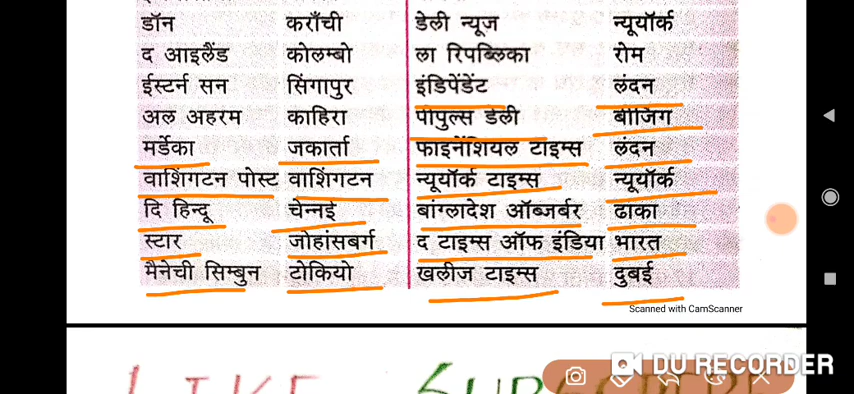 डॉन कराँची डेली न्यूज न्यूयॉर्क
द आइलैंड कोलम्बो ला रिपब्लिका रोम
ईस्टर्न सन सिंगापुर इंडिपेंडेंट लंदन
अल अहरम काहिरा पीपुल्स डेली बीजिंग
मर्डेका जकार्ता फाइनेंशियल टाइम्स लंदन
वाशिंगटन पोस्ट वाशिंगटन न्यूयॉर्क टाइम्स न्यूयॉर्क
दि हिन्दू चेन्नई बांग्लादेश ऑब्जर्बर ढाका
स्टार जोहांसबर्ग द टाइम्स ऑफ इंडिया भारत
मैनेची सिम्बुन टोकियो खलीज टाइम्स दुबई
Scanned with CamScanner
DU RECORDER
LIKE